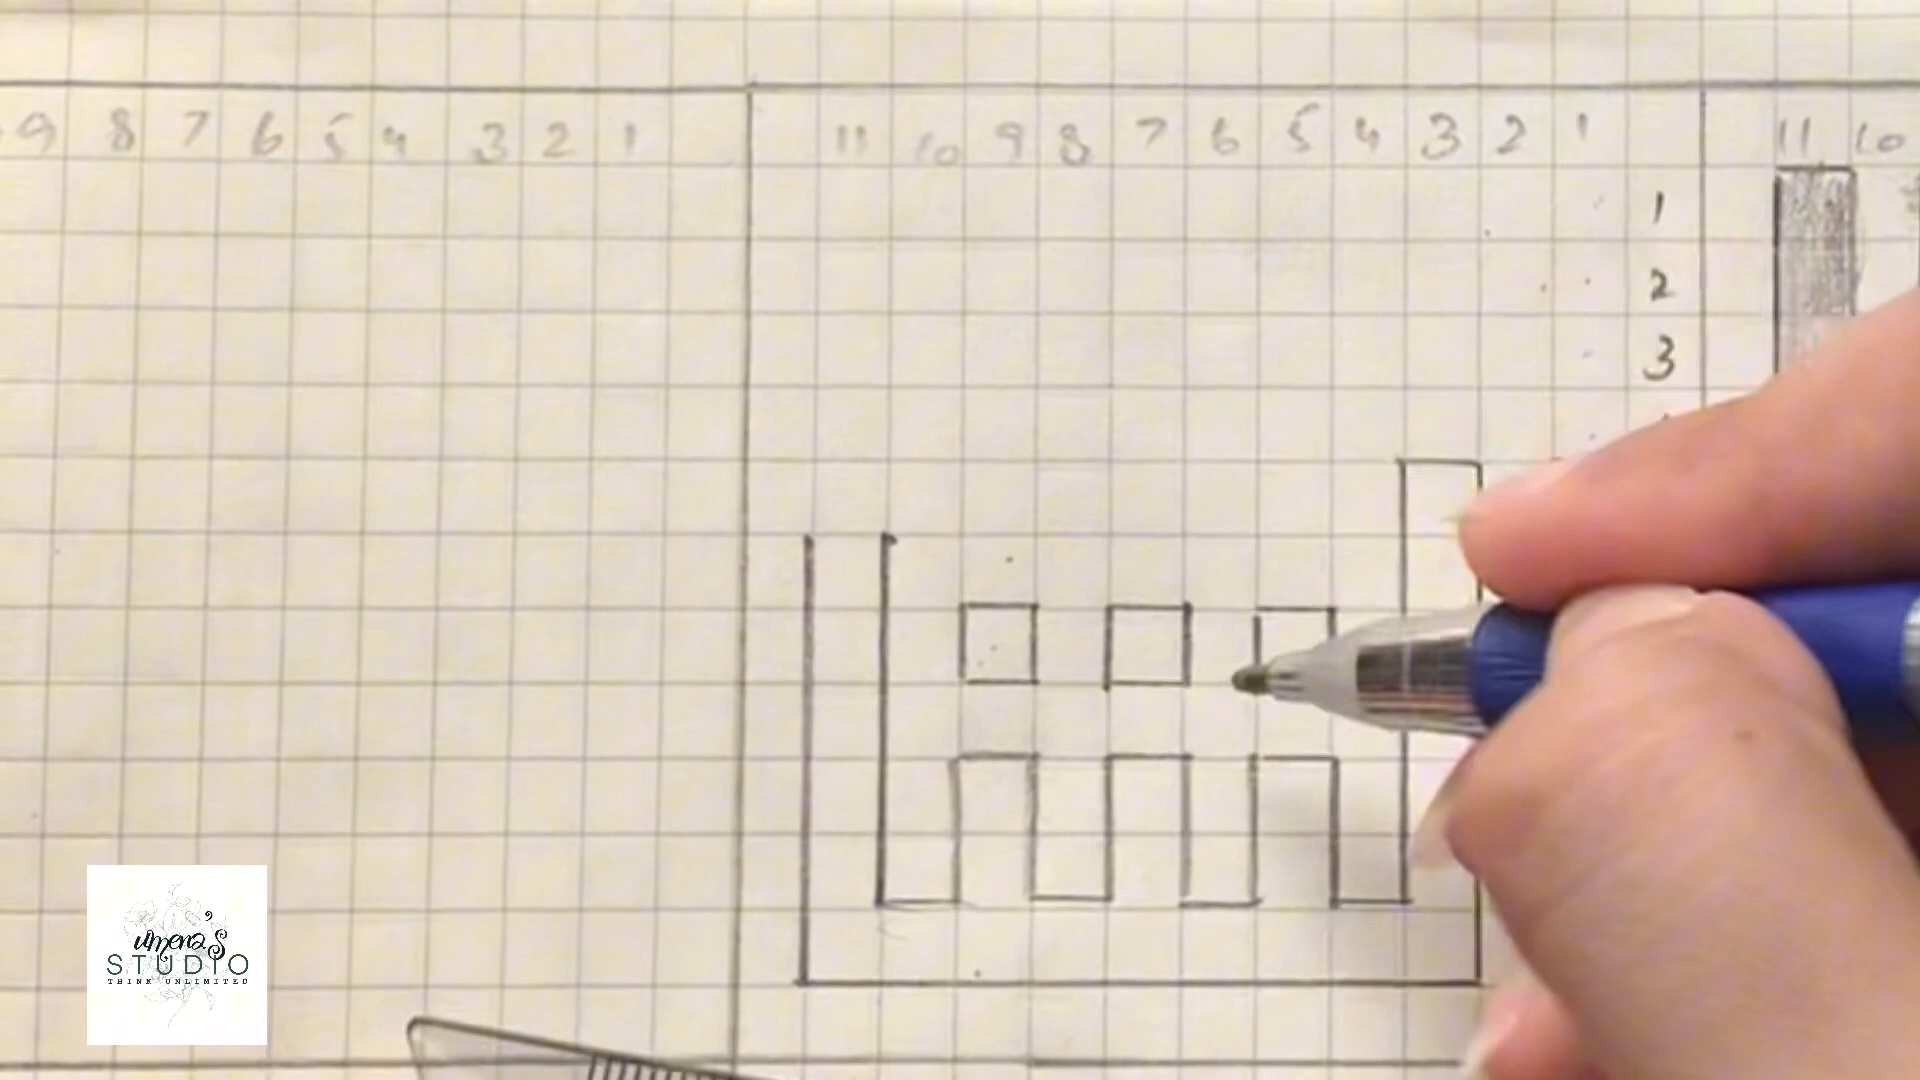 9 8 7 6 5 4 3 2 1
11 10 9 8 7 6 5 4 3 2 1
11 10
1
2
3
umena's
STUDIO
THINK UNLIMITED